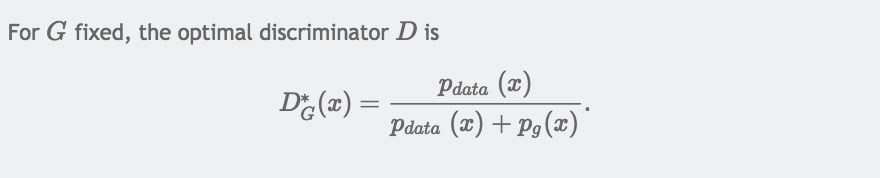 For G fixed, the optimal discriminator D is
D*_G(x) = p_data (x) / (p_data (x) + p_g(x)).